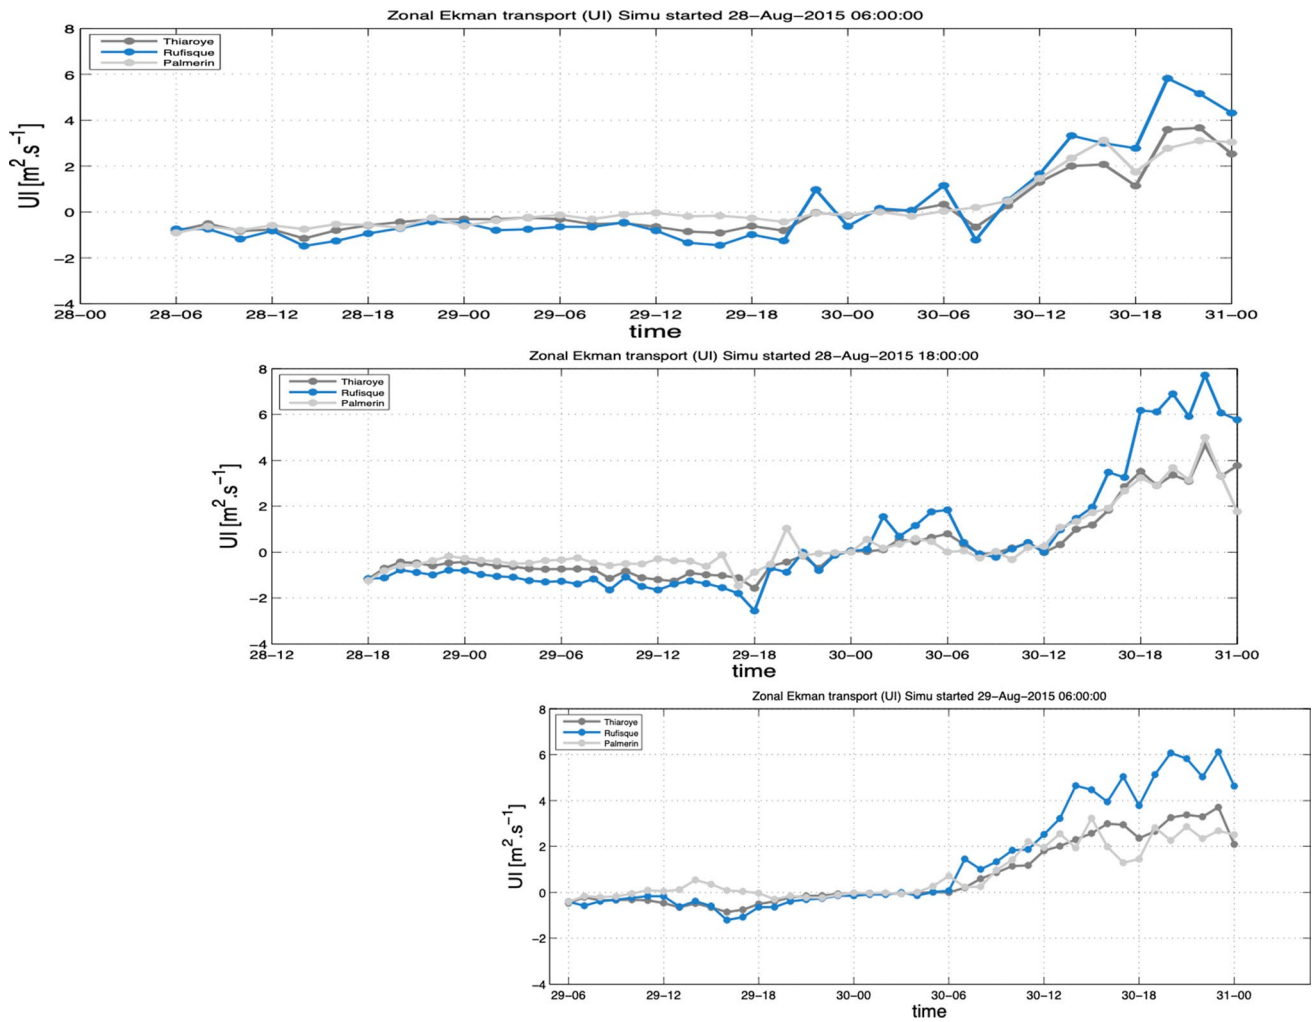 Zonal Ekman transport (UI) Simu started 28-Aug-2015 06:00:00
8
Thiaroye
Rufisque
Palmerin
6
4
2
0
-2
-4
UI [m².s⁻¹]
28-00 28-06 28-12 28-18 29-00 29-06 29-12 29-18 30-00 30-06 30-12 30-18 31-00
time
Zonal Ekman transport (UI) Simu started 28-Aug-2015 18:00:00
8
Thiaroye
Rufisque
Palmerin
6
4
2
0
-2
-4
UI [m².s⁻¹]
28-12 28-18 29-00 29-06 29-12 29-18 30-00 30-06 30-12 30-18 31-00
time
Zonal Ekman transport (UI) Simu started 29-Aug-2015 06:00:00
8
Thiaroye
Rufisque
Palmerin
6
4
2
0
-2
-4
UI [m².s⁻¹]
29-06 29-12 29-18 30-00 30-06 30-12 30-18 31-00
time